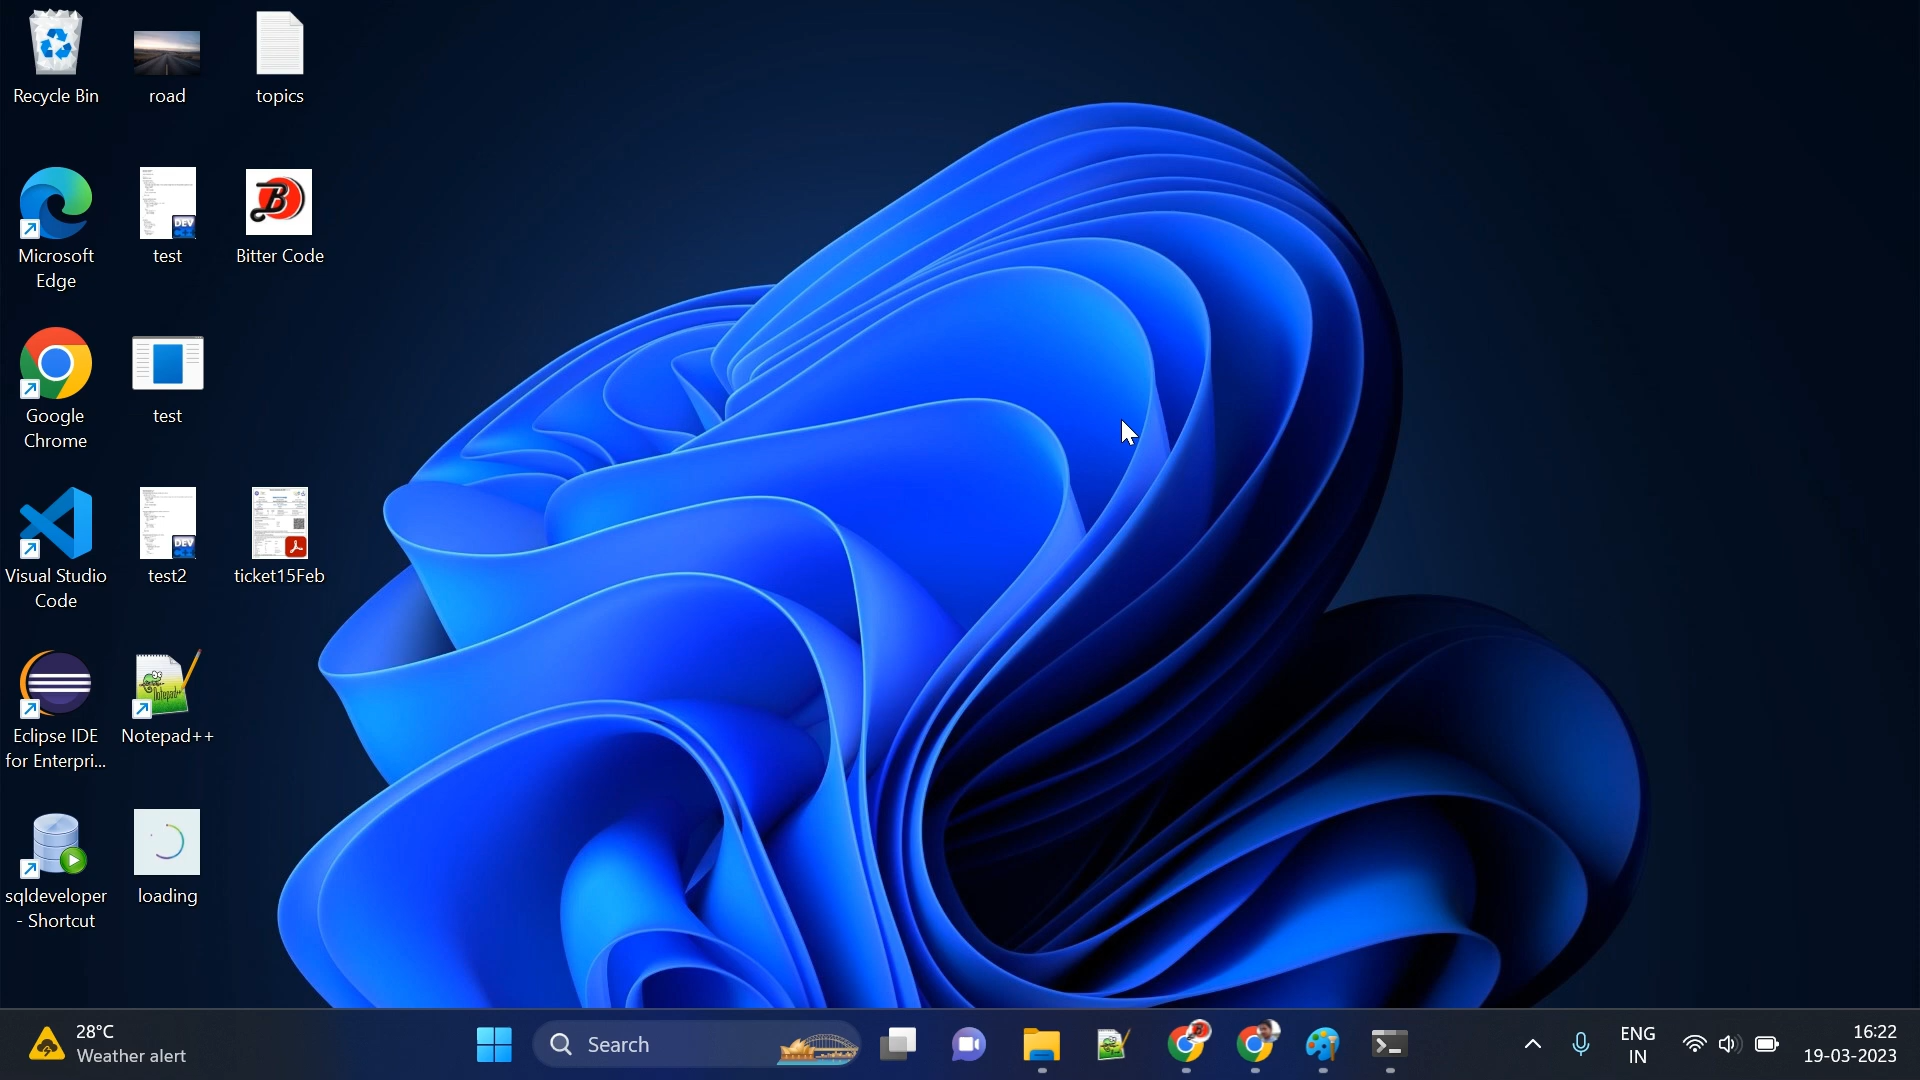 Recycle Bin
road
topics
Microsoft
Edge
test
Bitter Code
Google
Chrome
test
Visual Studio
Code
test2
ticket15Feb
Eclipse IDE
for Enterpri...
Notepad++
sqldeveloper
- Shortcut
loading
28°C
Weather alert
Search
ENG
IN
16:22
19-03-2023